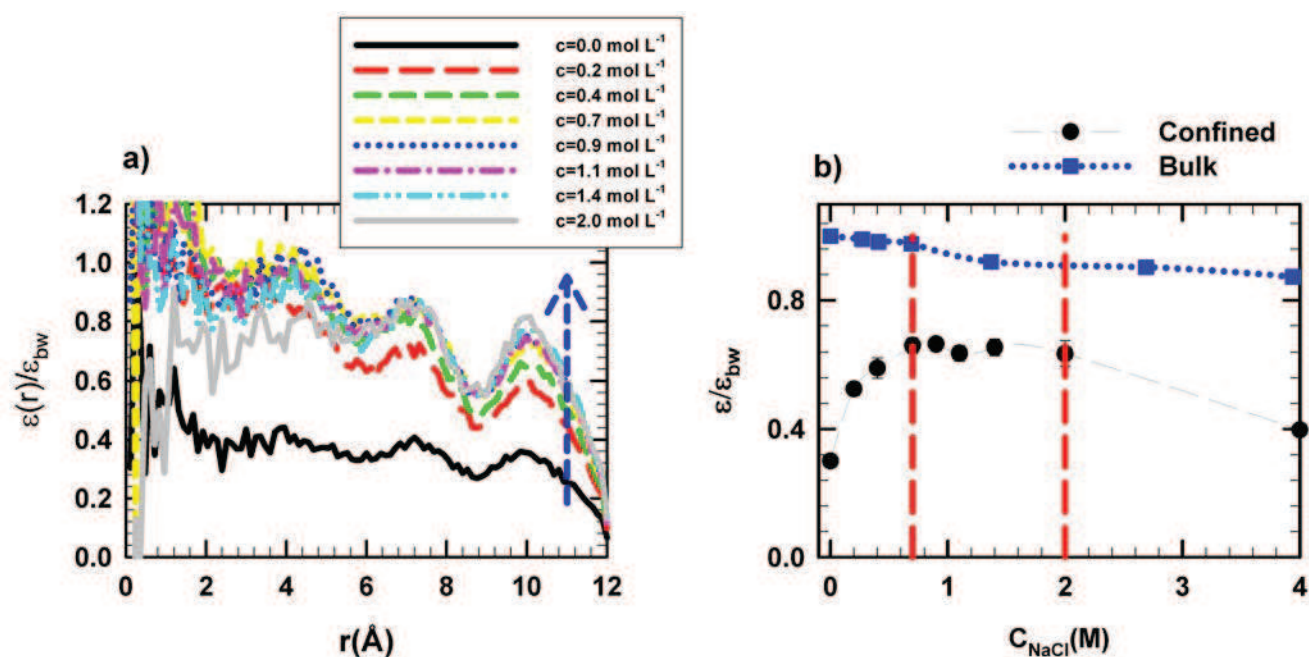 c=0.0 mol L⁻¹
c=0.2 mol L⁻¹
c=0.4 mol L⁻¹
c=0.7 mol L⁻¹
c=0.9 mol L⁻¹
c=1.1 mol L⁻¹
c=1.4 mol L⁻¹
c=2.0 mol L⁻¹
a)
1.2
1.0
0.8
0.6
0.4
0.2
0.0
ε(r)/ε_bw
0 2 4 6 8 10 12
r(Å)
Confined
Bulk
b)
0.8
0.4
0.0
ε/ε_bw
0 1 2 3 4
C_NaCl(M)